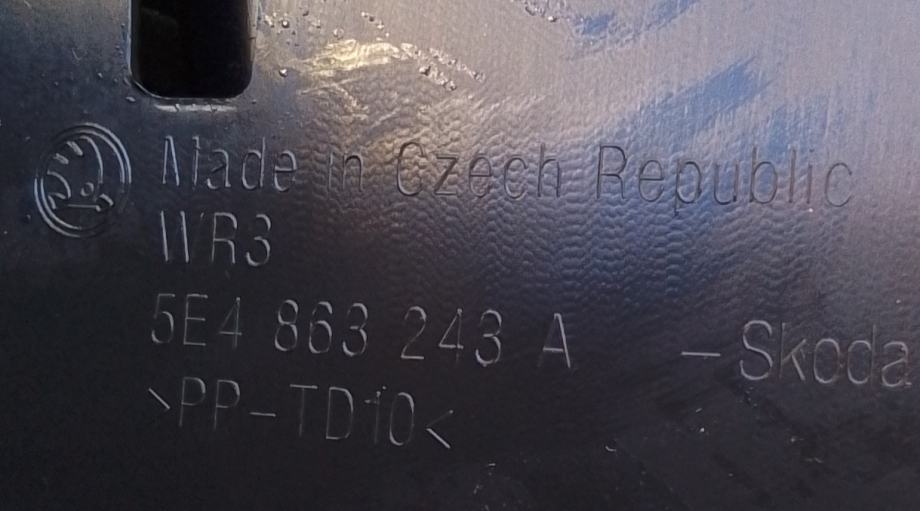 Made in Czech Republic
WR3
5E4 863 243 A – Skoda
>PP–TD10<